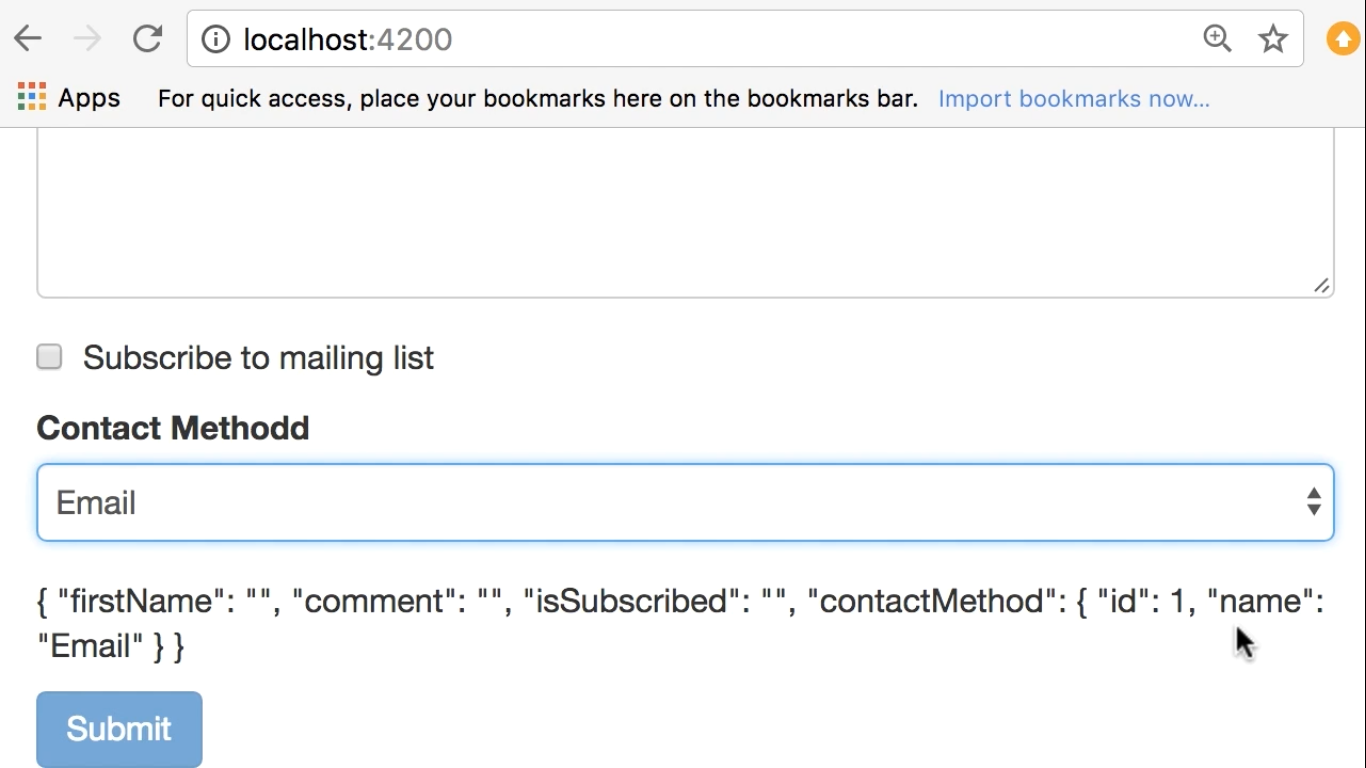 localhost:4200
Apps For quick access, place your bookmarks here on the bookmarks bar. Import bookmarks now...
Subscribe to mailing list
Contact Methodd
Email
{ "firstName": "", "comment": "", "isSubscribed": "", "contactMethod": { "id": 1, "name":
"Email" } }
Submit